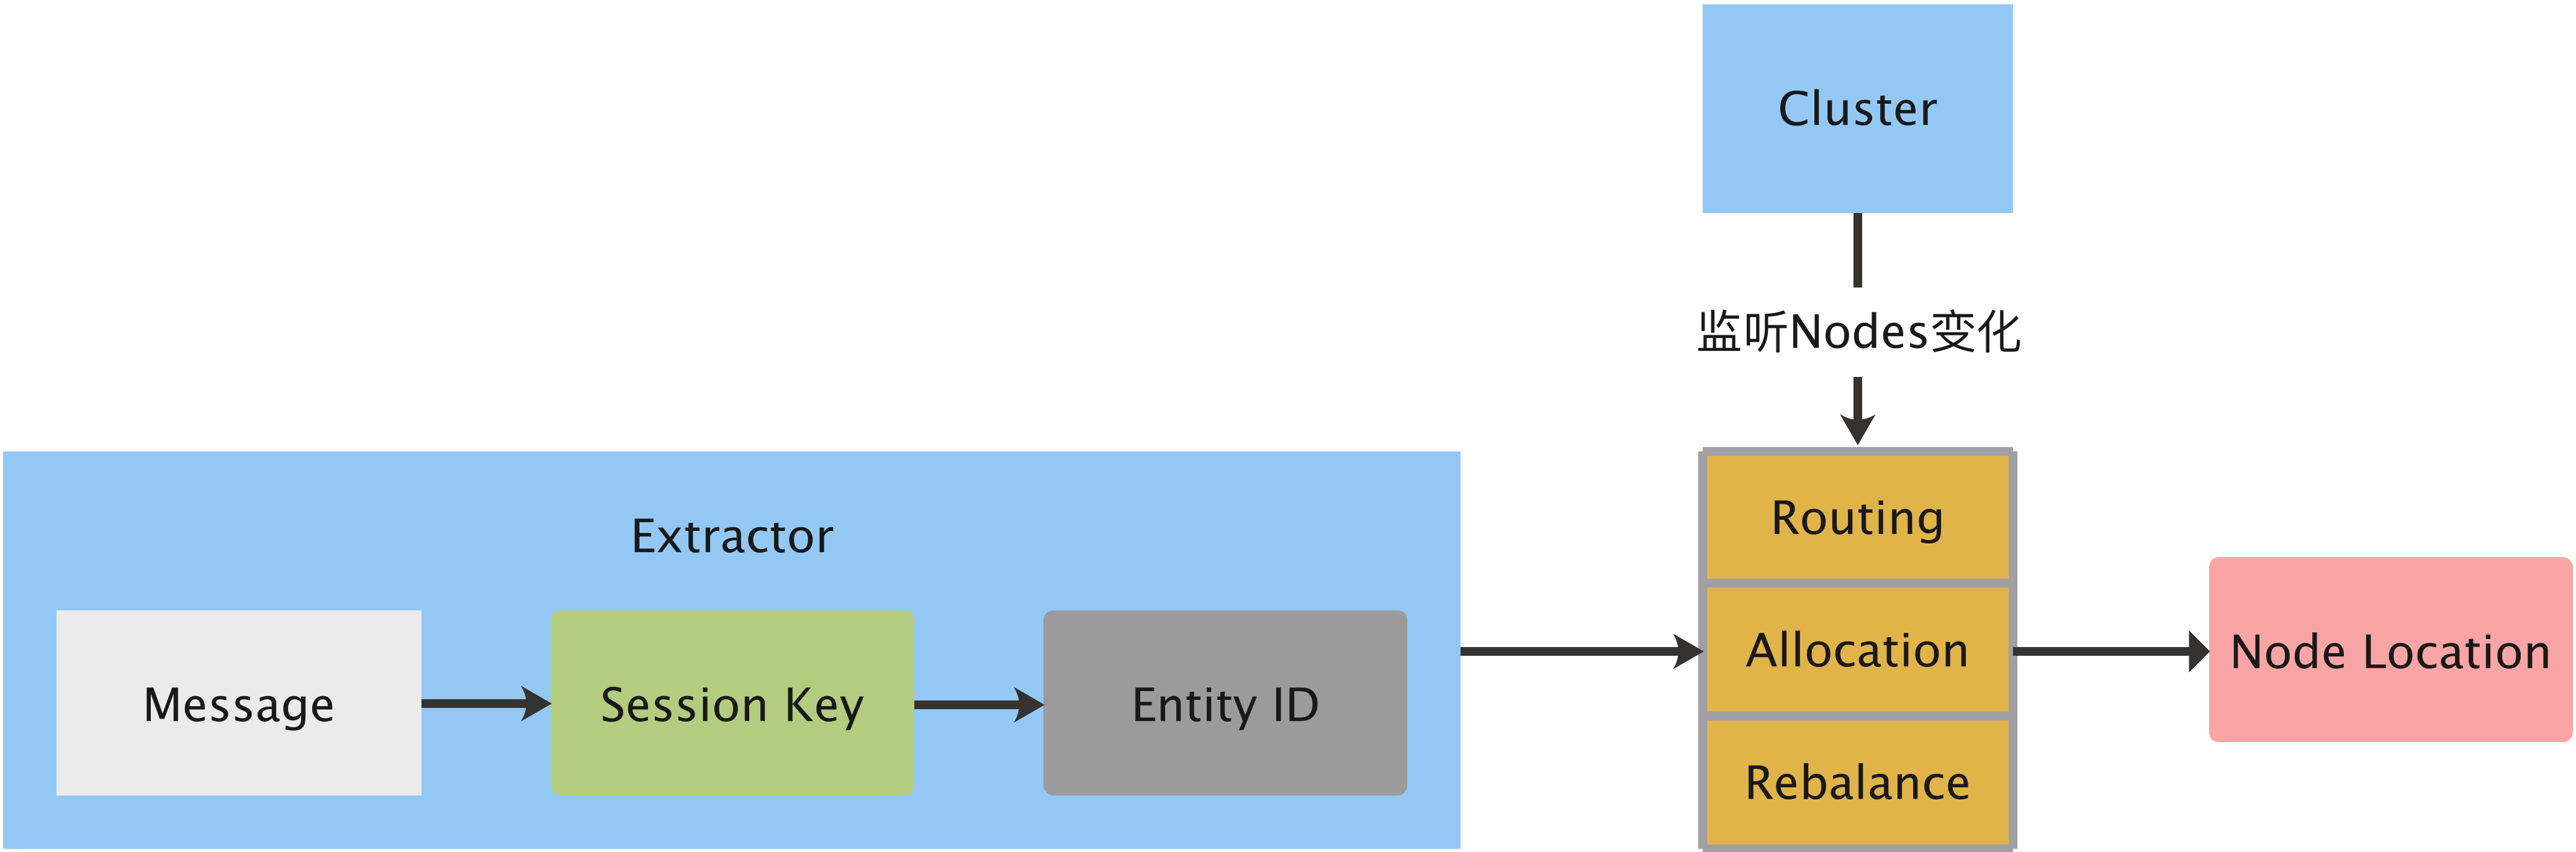 Cluster
监听Nodes变化
Extractor
Message
Session Key
Entity ID
Routing
Allocation
Rebalance
Node Location